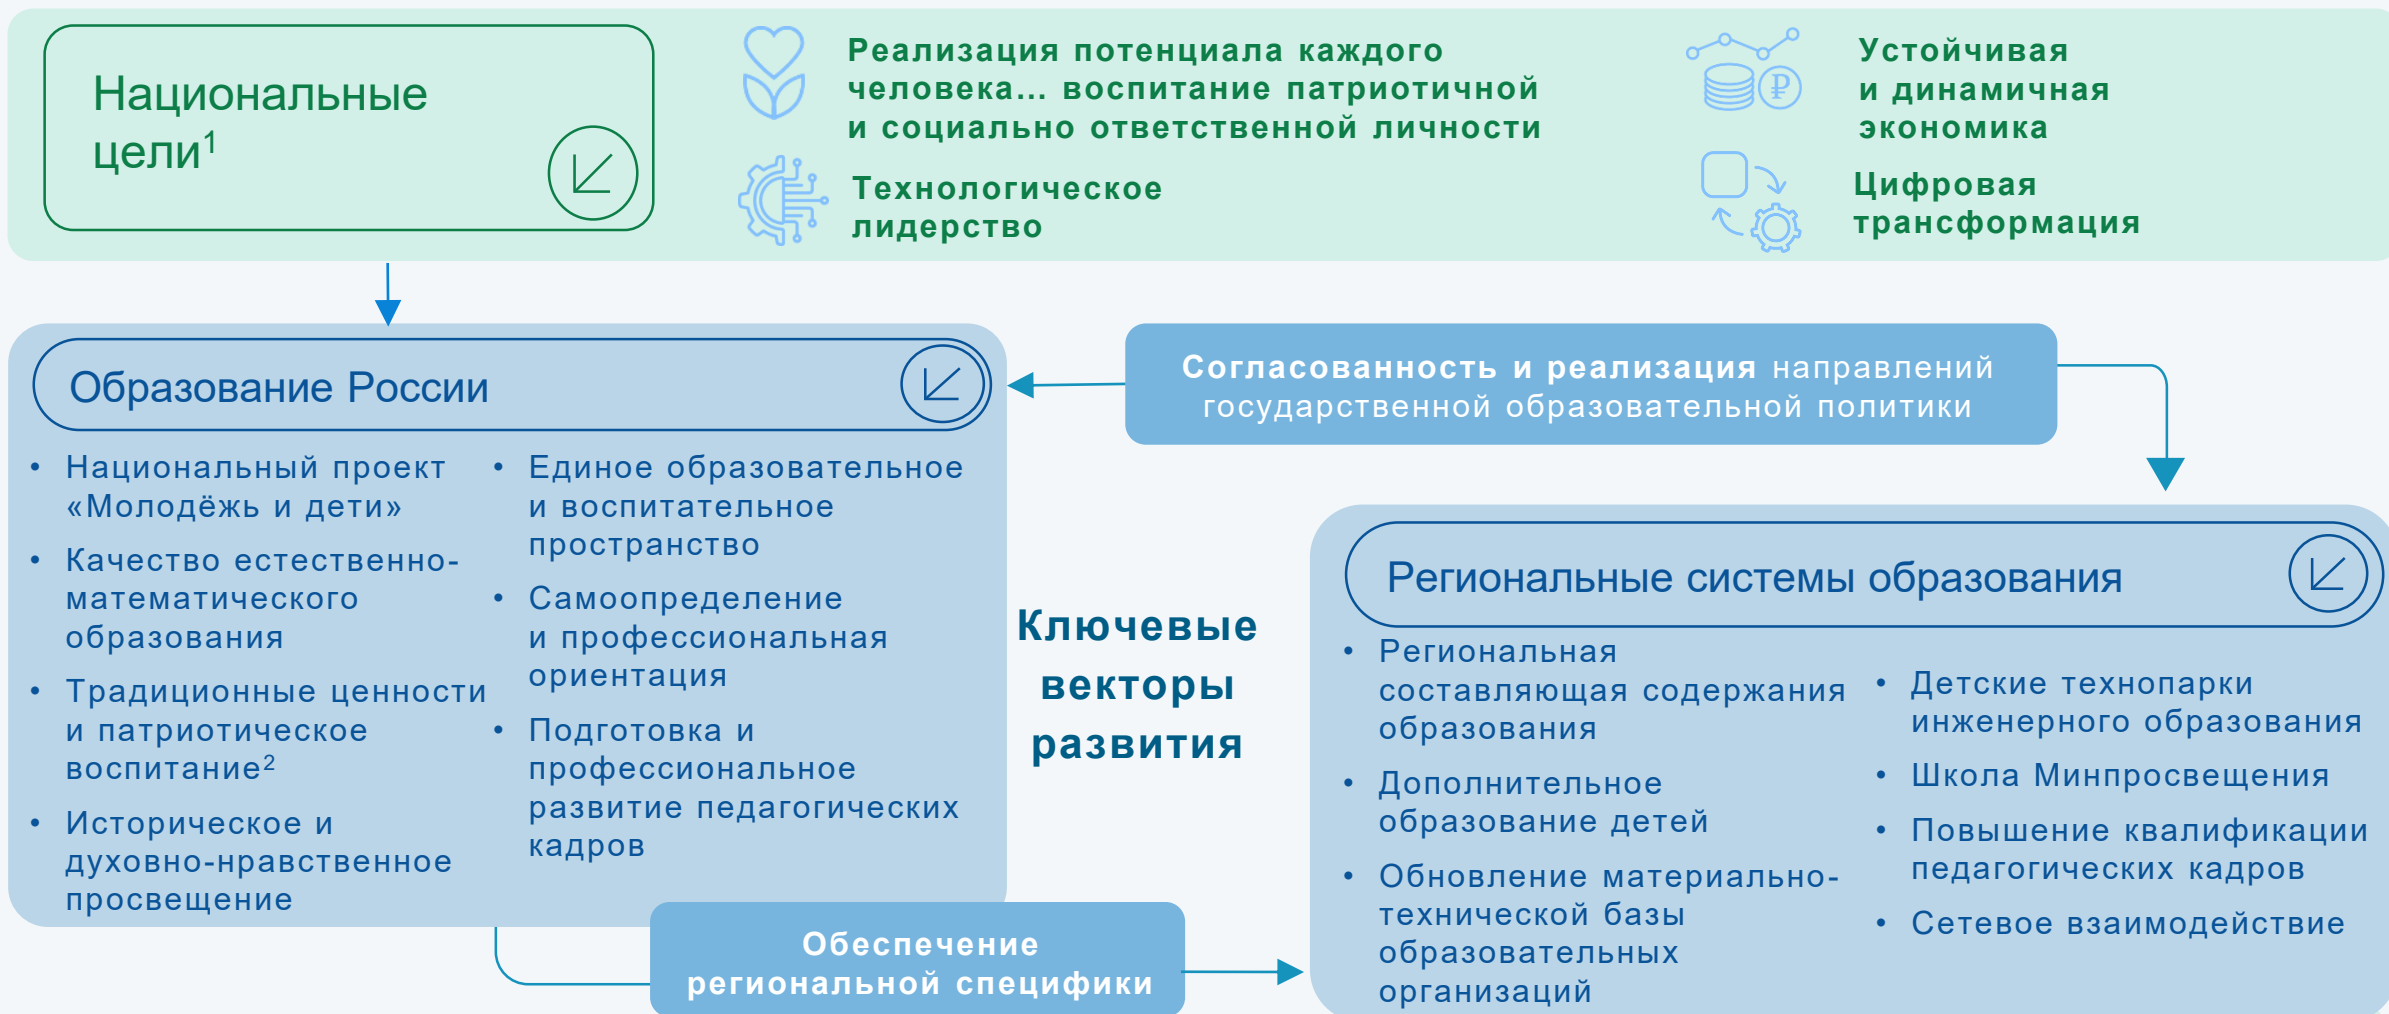 Национальные
цели¹
Реализация потенциала каждого
человека... воспитание патриотичной
и социально ответственной личности
Технологическое
лидерство
Устойчивая
и динамичная
экономика
Цифровая
трансформация
Образование России
• Национальный проект
«Молодёжь и дети»
• Качество естественно-
математического
образования
• Традиционные ценности
и патриотическое
воспитание²
• Историческое и
духовно-нравственное
просвещение
• Единое образовательное
и воспитательное
пространство
• Самоопределение
и профессиональная
ориентация
• Подготовка и
профессиональное
развитие педагогических
кадров
Согласованность и реализация направлений
государственной образовательной политики
Ключевые
векторы
развития
Обеспечение
региональной специфики
Региональные системы образования
• Региональная
составляющая содержания
образования
• Дополнительное
образование детей
• Обновление материально-
технической базы
образовательных
организаций
• Детские технопарки
инженерного образования
• Школа Минпросвещения
• Повышение квалификации
педагогических кадров
• Сетевое взаимодействие